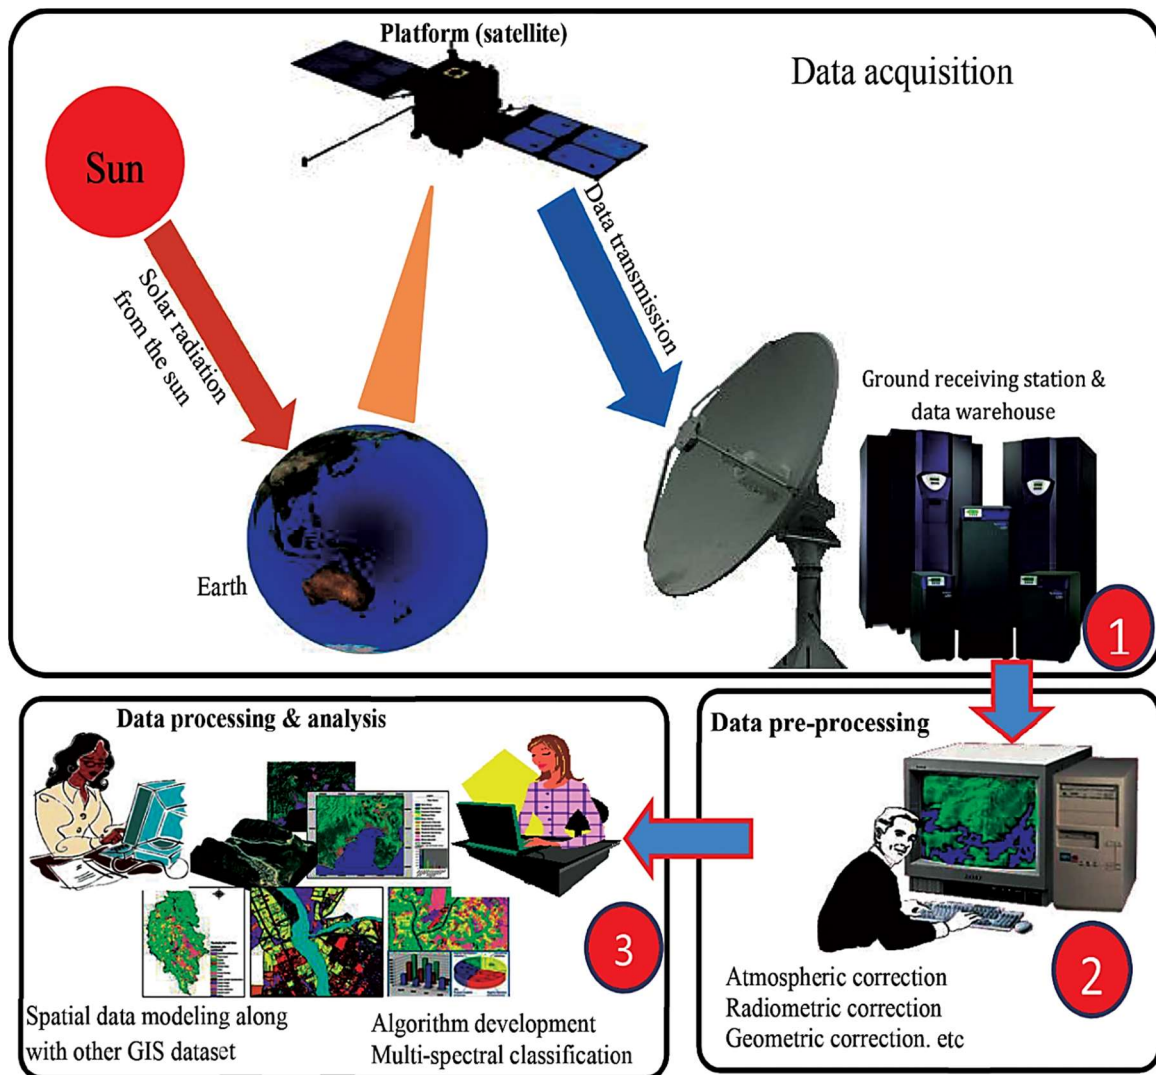 Platform (satellite)
Data acquisition
Sun
Solar radiation
from the sun
Data transmission
Ground receiving station &
data warehouse
Earth
1
Data processing & analysis
Data pre-processing
3
2
Atmospheric correction
Radiometric correction
Geometric correction. etc
Spatial data modeling along
with other GIS dataset
Algorithm development
Multi-spectral classification